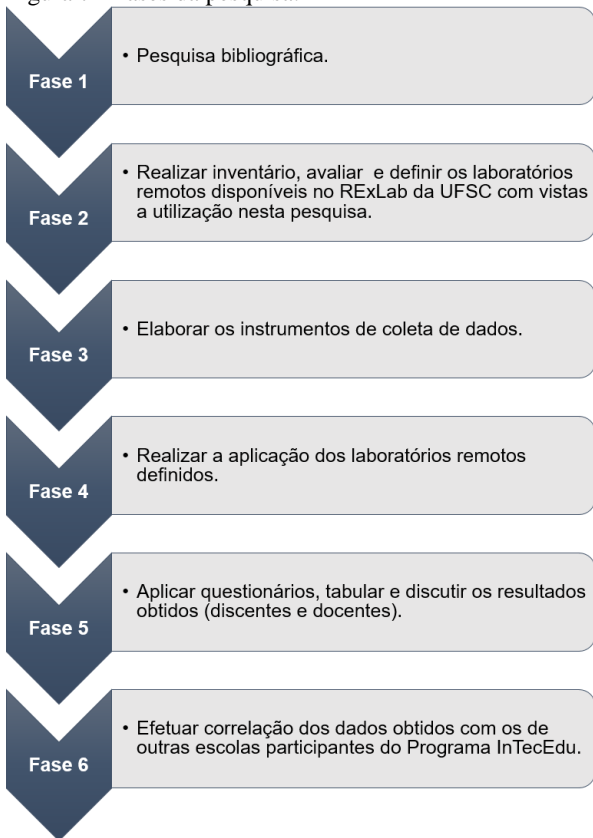 Fase 1
• Pesquisa bibliográfica.
Fase 2
• Realizar inventário, avaliar e definir os laboratórios
remotos disponíveis no RExLab da UFSC com vistas
a utilização nesta pesquisa.
Fase 3
• Elaborar os instrumentos de coleta de dados.
Fase 4
• Realizar a aplicação dos laboratórios remotos
definidos.
Fase 5
• Aplicar questionários, tabular e discutir os resultados
obtidos (discentes e docentes).
Fase 6
• Efetuar correlação dos dados obtidos com os de
outras escolas participantes do Programa InTecEdu.